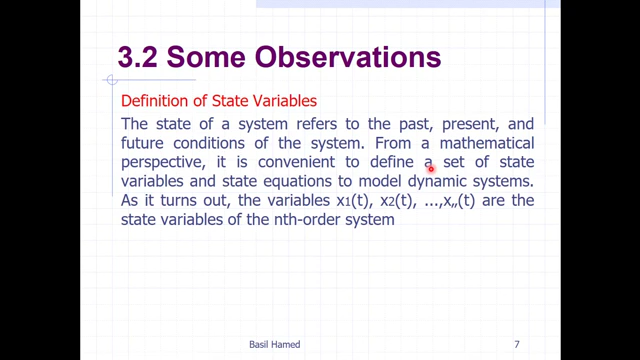 3.2 Some Observations
Definition of State Variables
The state of a system refers to the past, present, and
future conditions of the system. From a mathematical
perspective, it is convenient to define a set of state
variables and state equations to model dynamic systems.
As it turns out, the variables x1(t), x2(t), ...,xn(t) are the
state variables of the nth-order system
Basil Hamed
7